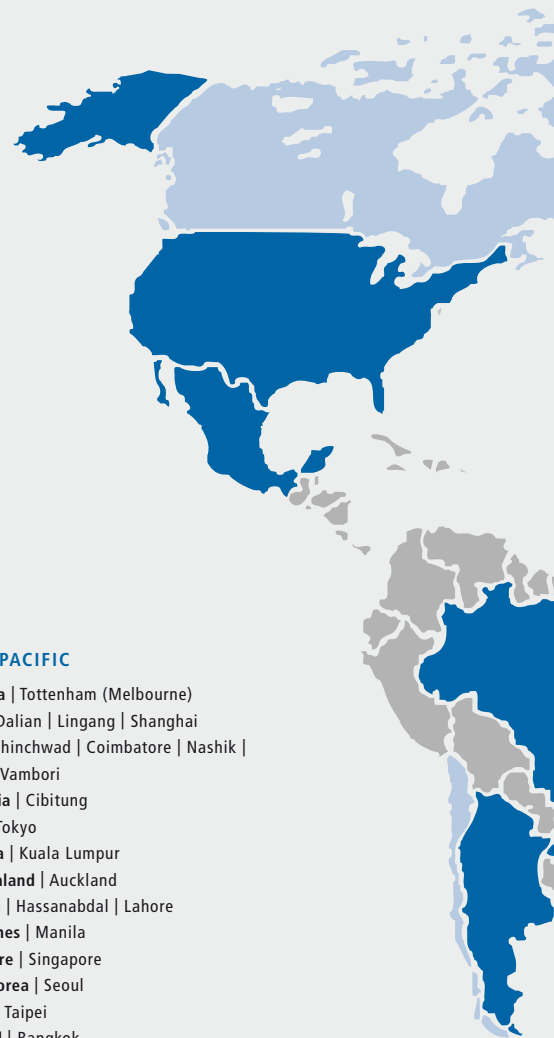 PACIFIC
a | Tottenham (Melbourne)
Dalian | Lingang | Shanghai
hinchwad | Coimbatore | Nashik |
Vambori
ia | Cibitung
Tokyo
a | Kuala Lumpur
aland | Auckland
| Hassanabdal | Lahore
nes | Manila
re | Singapore
orea | Seoul
Taipei
d | Bangkok